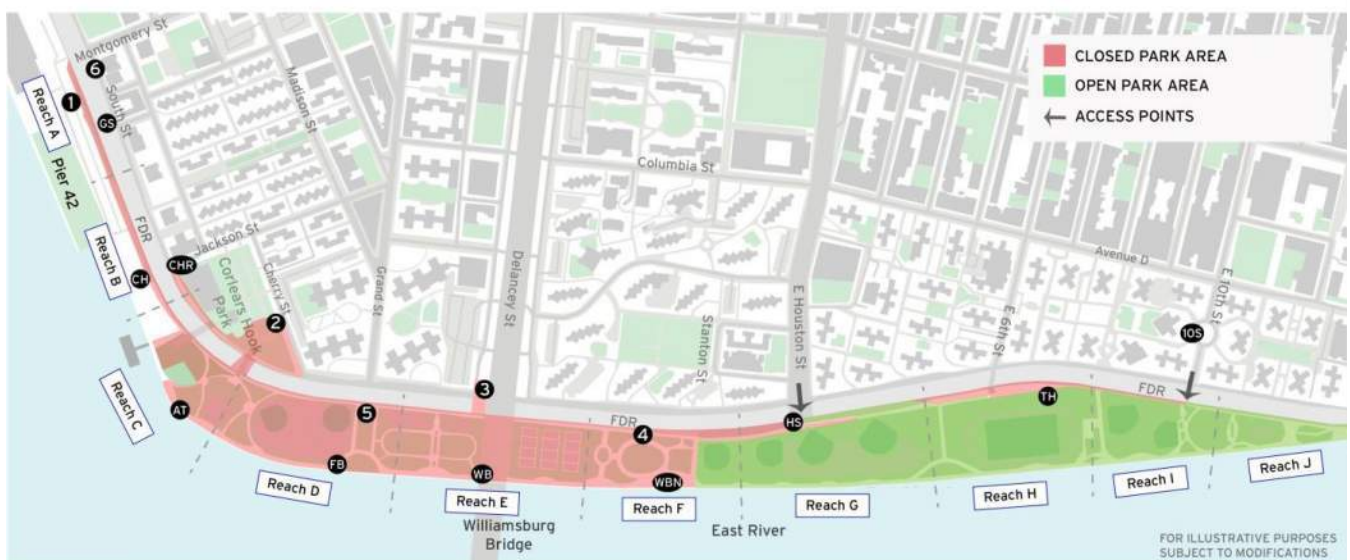 CLOSED PARK AREA
OPEN PARK AREA
ACCESS POINTS
Montgomery St
6
1
South St
GS
Reach A
Pier 42
Madison St
Columbia St
FDR
Reach B
CH
CHR
Jackson St
Corlears Hook
Park
Cherry St
Grand St
Delancey St
Stanton St
E Houston St
Avenue D
E 6th St
E 10th St
10S
2
3
Reach C
AT
5
FB
FDR
4
HS
TH
FDR
WB
WBN
Reach D
Reach E
Reach F
Reach G
Reach H
Reach I
Reach J
Williamsburg
Bridge
East River
FOR ILLUSTRATIVE PURPOSES
SUBJECT TO MODIFICATIONS